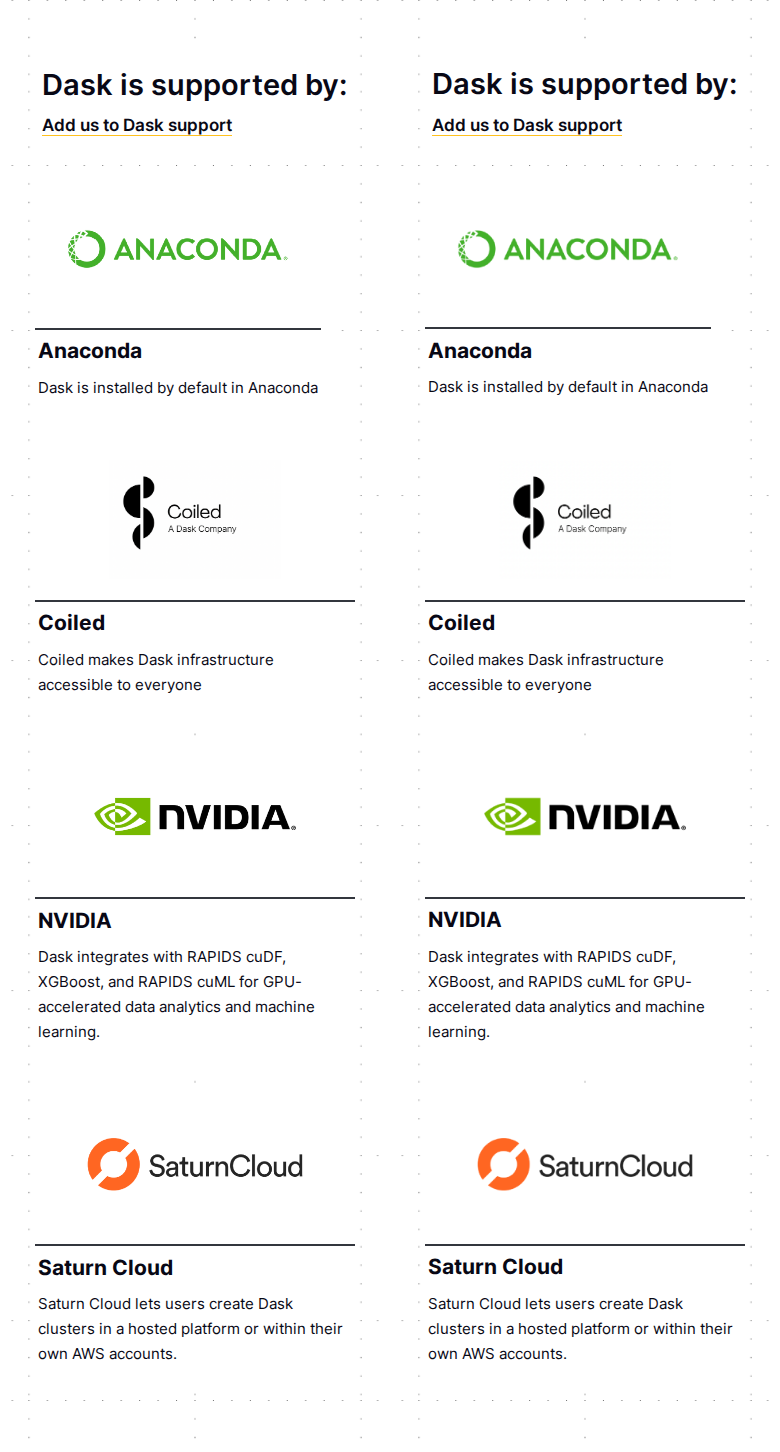 Dask is supported by:
Add us to Dask support
ANACONDA.
Anaconda
Dask is installed by default in Anaconda
Coiled
A Dask Company
Coiled
Coiled makes Dask infrastructure
accessible to everyone
NVIDIA.
NVIDIA
Dask integrates with RAPIDS cuDF,
XGBoost, and RAPIDS cuML for GPU-
accelerated data analytics and machine
learning.
SaturnCloud
Saturn Cloud
Saturn Cloud lets users create Dask
clusters in a hosted platform or within their
own AWS accounts.
Dask is supported by:
Add us to Dask support
ANACONDA.
Anaconda
Dask is installed by default in Anaconda
Coiled
A Dask Company
Coiled
Coiled makes Dask infrastructure
accessible to everyone
NVIDIA.
NVIDIA
Dask integrates with RAPIDS cuDF,
XGBoost, and RAPIDS cuML for GPU-
accelerated data analytics and machine
learning.
SaturnCloud
Saturn Cloud
Saturn Cloud lets users create Dask
clusters in a hosted platform or within their
own AWS accounts.